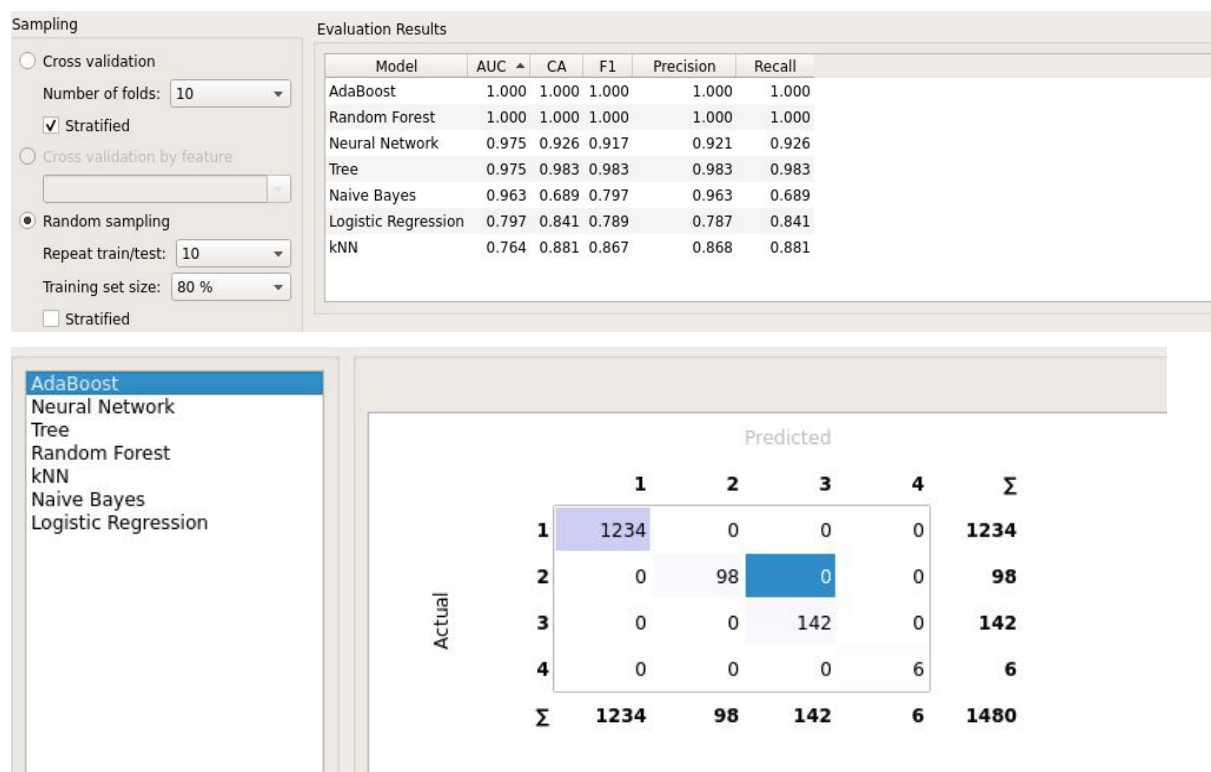 Sampling
Evaluation Results
Cross validation
Number of folds: 10
Stratified
Cross validation by feature
Random sampling
Repeat train/test: 10
Training set size: 80 %
Stratified
Model AUC CA F1 Precision Recall
AdaBoost 1.000 1.000 1.000 1.000 1.000
Random Forest 1.000 1.000 1.000 1.000 1.000
Neural Network 0.975 0.926 0.917 0.921 0.926
Tree 0.975 0.983 0.983 0.983 0.983
Naive Bayes 0.963 0.689 0.797 0.963 0.689
Logistic Regression 0.797 0.841 0.789 0.787 0.841
kNN 0.764 0.881 0.867 0.868 0.881
AdaBoost
Neural Network
Tree
Random Forest
kNN
Naive Bayes
Logistic Regression
Predicted
1 2 3 4 Σ
Actual
1 1234 0 0 0 1234
2 0 98 0 0 98
3 0 0 142 0 142
4 0 0 0 6 6
Σ 1234 98 142 6 1480